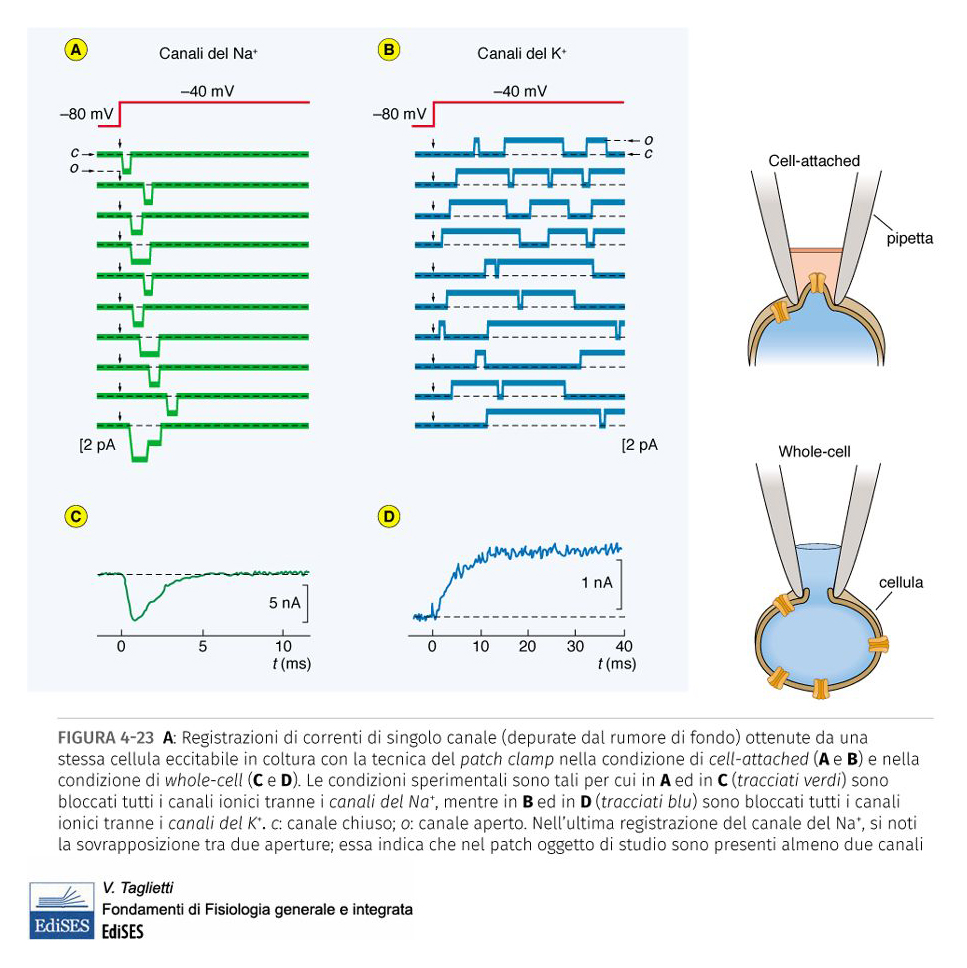 A
Canali del Na⁺
–40 mV
–80 mV
c
o
[2 pA
B
Canali del K⁺
–40 mV
–80 mV
o
c
[2 pA
C
5 nA
0 5 10
t (ms)
D
1 nA
0 10 20 30 40
t (ms)
Cell-attached
pipetta
Whole-cell
cellula
FIGURA 4-23 A: Registrazioni di correnti di singolo canale (depurate dal rumore di fondo) ottenute da una
stessa cellula eccitabile in coltura con la tecnica del patch clamp nella condizione di cell-attached (A e B) e nella
condizione di whole-cell (C e D). Le condizioni sperimentali sono tali per cui in A ed in C (tracciati verdi) sono
bloccati tutti i canali ionici tranne i canali del Na⁺, mentre in B ed in D (tracciati blu) sono bloccati tutti i canali
ionici tranne i canali del K⁺. c: canale chiuso; o: canale aperto. Nell'ultima registrazione del canale del Na⁺, si noti
la sovrapposizione tra due aperture; essa indica che nel patch oggetto di studio sono presenti almeno due canali
EdiSES
V. Taglietti
Fondamenti di Fisiologia generale e integrata
EdiSES